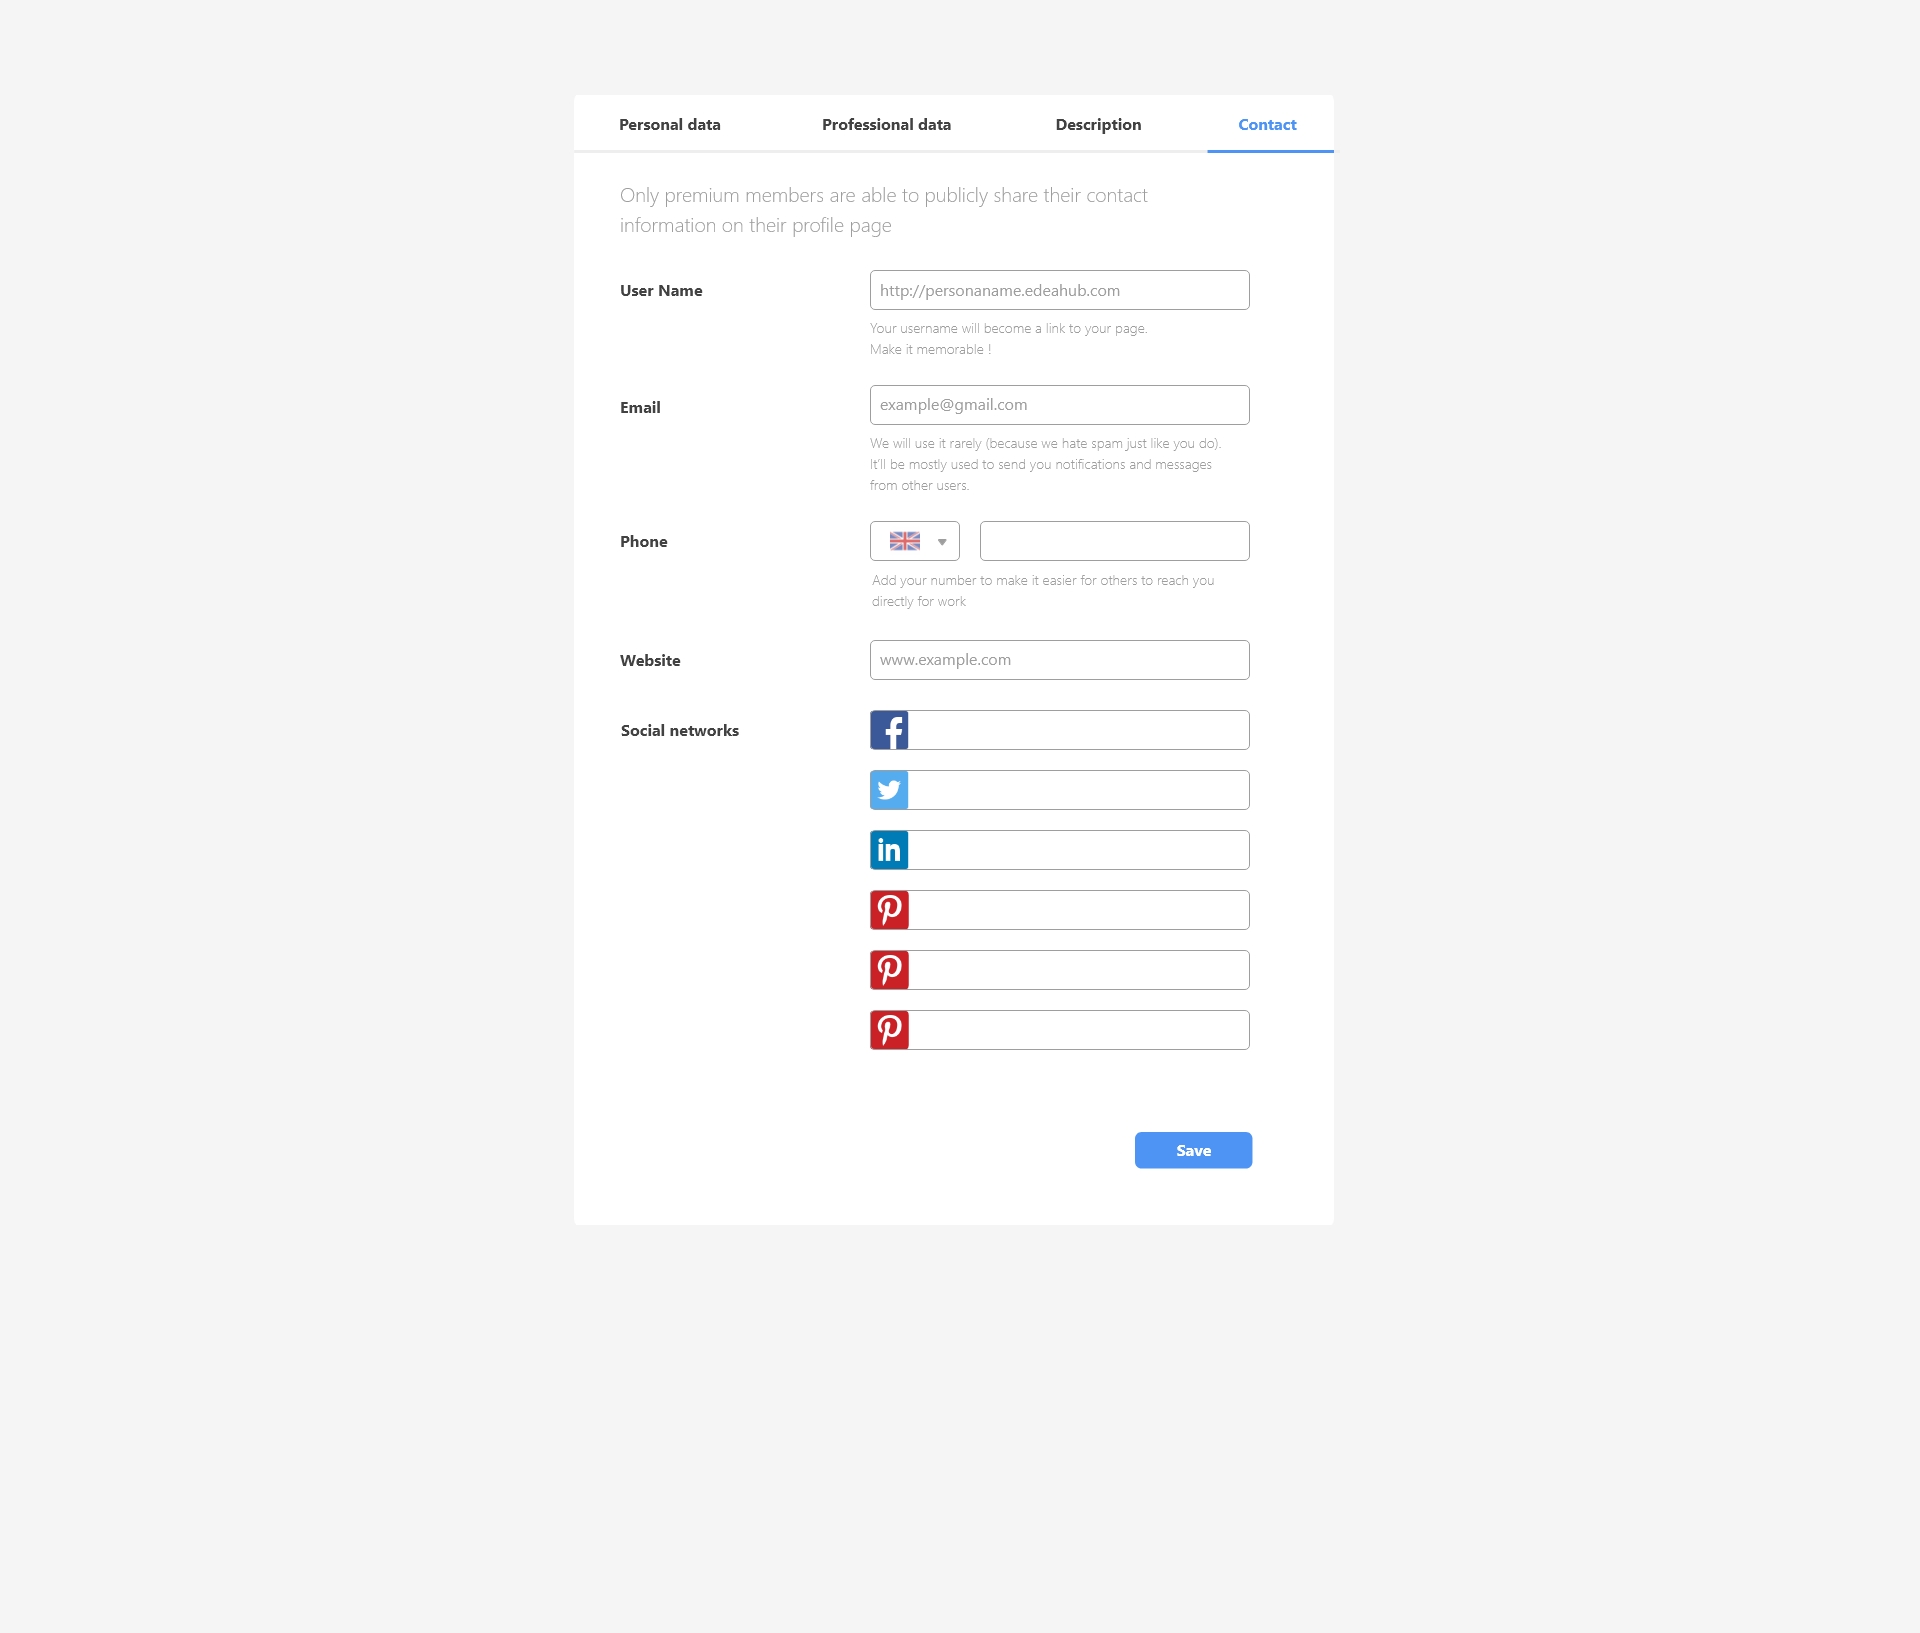 Personal data
Professional data
Description
Contact
Only premium members are able to publicly share their contact
information on their profile page
User Name
http://personaname.edeahub.com
Your username will become a link to your page.
Make it memorable !
Email
example@gmail.com
We will use it rarely (because we hate spam just like you do).
It'll be mostly used to send you notifications and messages
from other users.
Phone
Add your number to make it easier for others to reach you
directly for work
Website
www.example.com
Social networks
f
in
Save